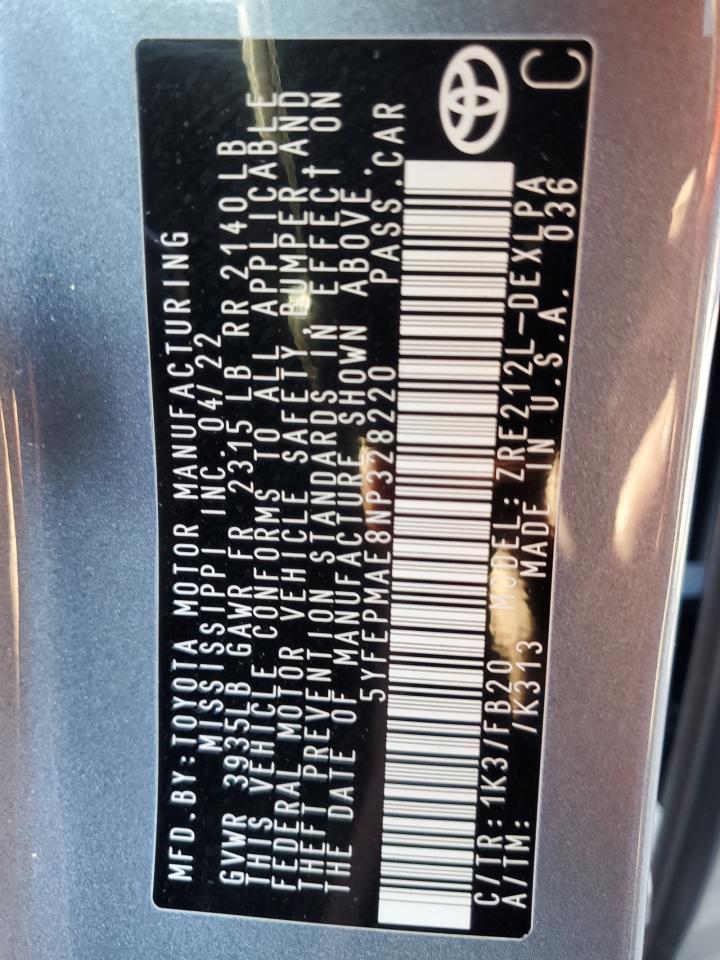 MFD.BY:TOYOTA MOTOR MANUFACTURING
MISSISSIPPI INC. 04/22
GVWR 3935LB GAWR FR 2315 LB RR 2140LB
THIS VEHICLE CONFORMS TO ALL APPLICABLE
FEDERAL MOTOR VEHICLE SAFETY, BUMPER AND
THEFT PREVENTION STANDARDS IN EFFECT ON
THE DATE OF MANUFACTURE SHOWN ABOVE.
5YFEPMAE8NP328220 PASS.CAR
C/TR:1K3/FB20 MODEL:ZRE212L-DEXLPA
A/TM: /K313 MADE IN U.S.A. 036
C